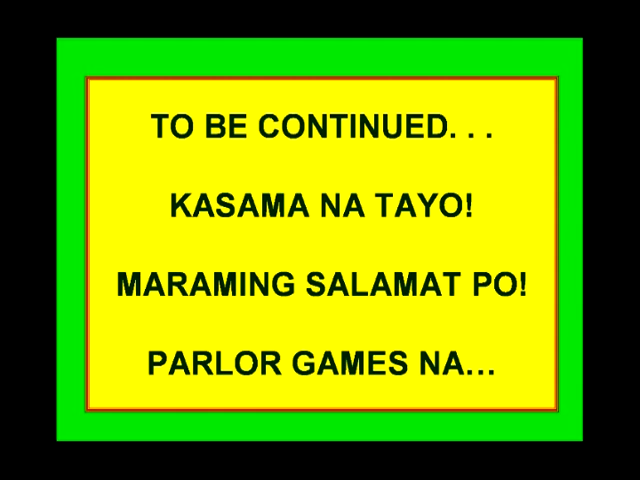 TO BE CONTINUED. . .
KASAMA NA TAYO!
MARAMING SALAMAT PO!
PARLOR GAMES NA...